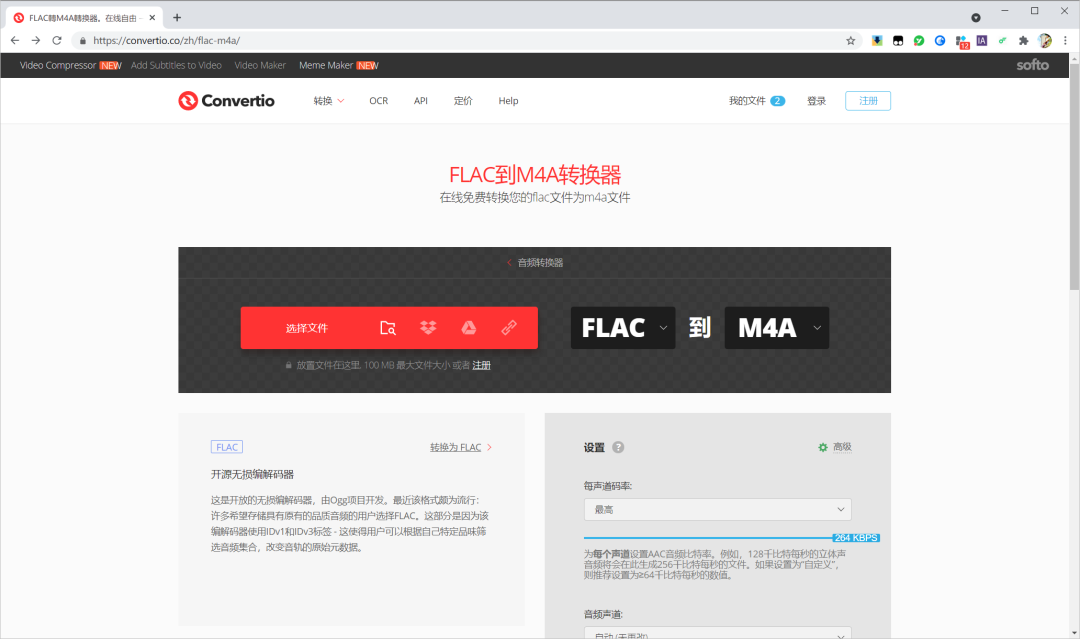 FLAC轉M4A轉換器。在线自由
https://convertio.co/zh/flac-m4a/
12
IA
Video Compressor NEW Add Subtitles to Video Video Maker Meme Maker NEW softo
Convertio 转换 OCR API 定价 Help 我的文件 2 登录 注册
FLAC到M4A转换器
在线免费转换您的flac文件为m4a文件
音频转换器
选择文件 FLAC 到 M4A
放置文件在这里. 100 MB 最大文件大小 或者 注册
FLAC 转换为 FLAC
开源无损编解码器
这是开放的无损编解码器，由Ogg项目开发。最近该格式颇为流行：
许多希望存储具有原有的品质音频的用户选择FLAC。这部分是因为该
编解码器使用IDv1和IDv3标签 - 这使得用户可以根据自己特定品味筛
选音频集合，改变音轨的原始元数据。
设置 ? 高级
每声道码率:
最高
264 KBPS
为每个声道设置AAC音频比特率。例如，128千比特每秒的立体声
音频将会在此生成256千比特每秒的文件。如果设置为"自定义"，
则推荐设置为≥64千比特每秒的数值。
音频声道:
自动 (无更改)